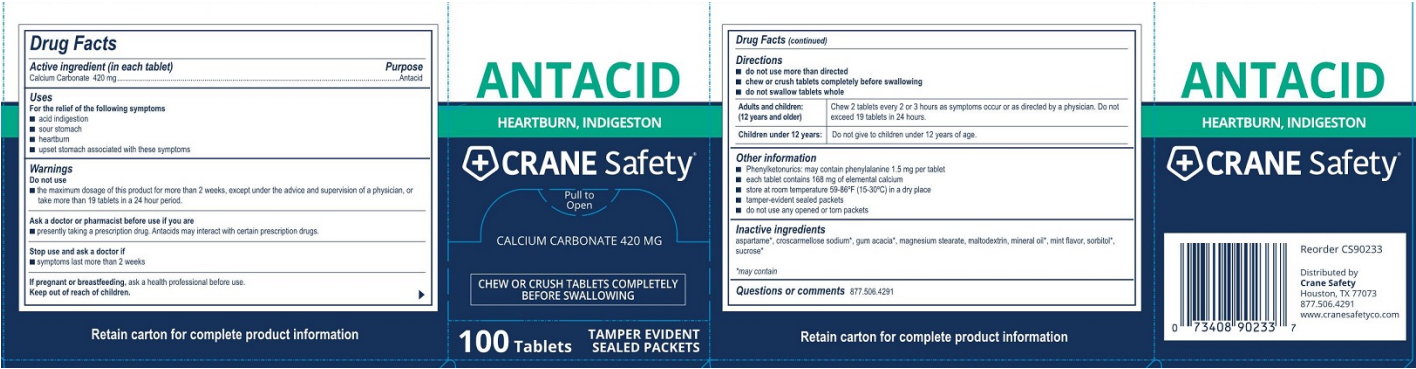 Drug Facts
Active ingredient (in each tablet) Purpose
Calcium Carbonate 420 mg....................Antacid
Uses
For the relief of the following symptoms
■ acid indigestion
■ sour stomach
■ heartburn
■ upset stomach associated with these symptoms
Warnings
Do not use
■ the maximum dosage of this product for more than 2 weeks, except under the advice and supervision of a physician, or
take more than 19 tablets in a 24 hour period.
Ask a doctor or pharmacist before use if you are
■ presently taking a prescription drug. Antacids may interact with certain prescription drugs.
Stop use and ask a doctor if
■ symptoms last more than 2 weeks
If pregnant or breastfeeding, ask a health professional before use.
Keep out of reach of children.
Retain carton for complete product information
ANTACID
HEARTBURN, INDIGESTON
CRANE Safety®
Pull to
Open
CALCIUM CARBONATE 420 MG
CHEW OR CRUSH TABLETS COMPLETELY
BEFORE SWALLOWING
100 Tablets
TAMPER EVIDENT
SEALED PACKETS
Drug Facts (continued)
Directions
■ do not use more than directed
■ chew or crush tablets completely before swallowing
■ do not swallow tablets whole
Adults and children:
(12 years and older)
Chew 2 tablets every 2 or 3 hours as symptoms occur or as directed by a physician. Do not
exceed 19 tablets in 24 hours.
Children under 12 years: Do not give to children under 12 years of age.
Other information
■ Phenylketonurics: may contain phenylalanine 1.5 mg per tablet
■ each tablet contains 168 mg of elemental calcium
■ store at room temperature 59-86ºF (15-30ºC) in a dry place
■ tamper-evident sealed packets
■ do not use any opened or torn packets
Inactive ingredients
aspartame*, croscarmellose sodium*, gum acacia*, magnesium stearate, maltodextrin, mineral oil*, mint flavor, sorbitol*,
sucrose*
*may contain
Questions or comments 877.506.4291
Retain carton for complete product information
ANTACID
HEARTBURN, INDIGESTON
CRANE Safety®
Reorder CS90233
Distributed by
Crane Safety
Houston, TX 77073
877.506.4291
www.cranesafetyco.com
0 73408 90233 7